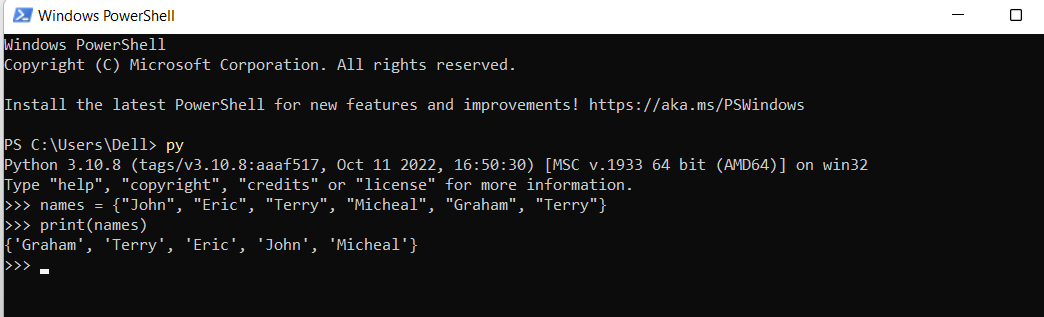 Windows PowerShell
Windows PowerShell
Copyright (C) Microsoft Corporation. All rights reserved.
Install the latest PowerShell for new features and improvements! https://aka.ms/PSWindows
PS C:\Users\Dell> py
Python 3.10.8 (tags/v3.10.8:aaaf517, Oct 11 2022, 16:50:30) [MSC v.1933 64 bit (AMD64)] on win32
Type "help", "copyright", "credits" or "license" for more information.
>>> names = {"John", "Eric", "Terry", "Micheal", "Graham", "Terry"}
>>> print(names)
{'Graham', 'Terry', 'Eric', 'John', 'Micheal'}
>>>